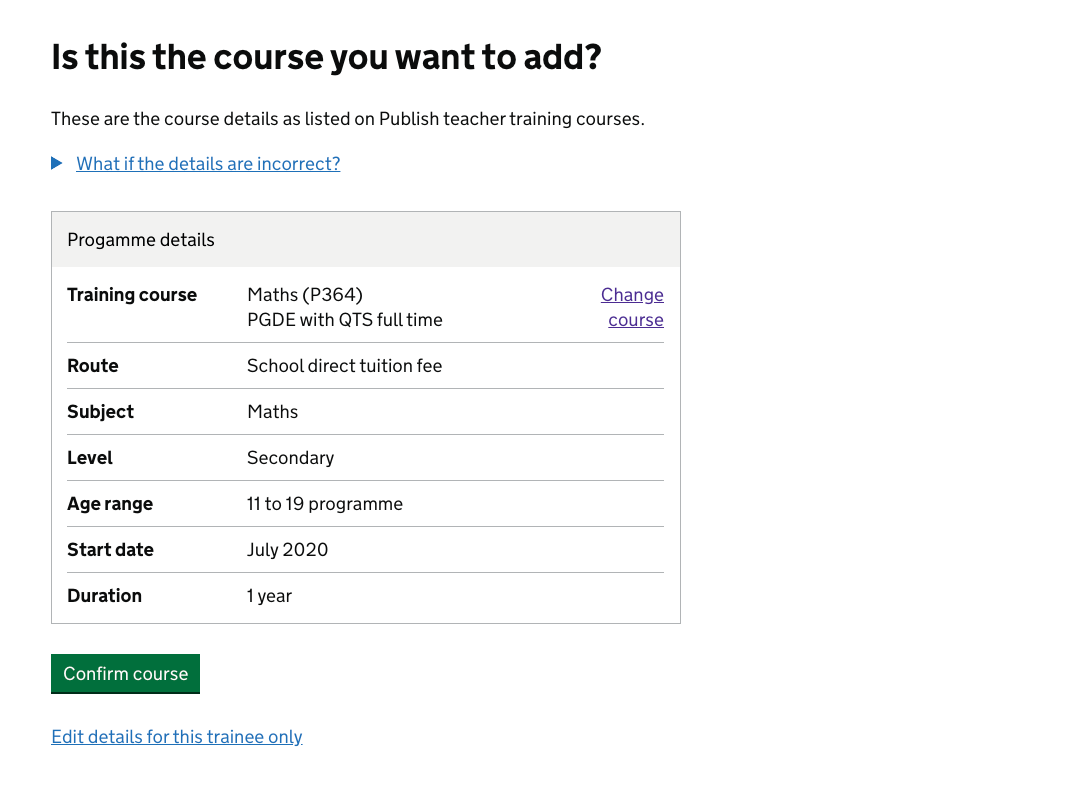 Is this the course you want to add?
These are the course details as listed on Publish teacher training courses.
What if the details are incorrect?
Progamme details
Training course Maths (P364) Change
PGDE with QTS full time course
Route School direct tuition fee
Subject Maths
Level Secondary
Age range 11 to 19 programme
Start date July 2020
Duration 1 year
Confirm course
Edit details for this trainee only